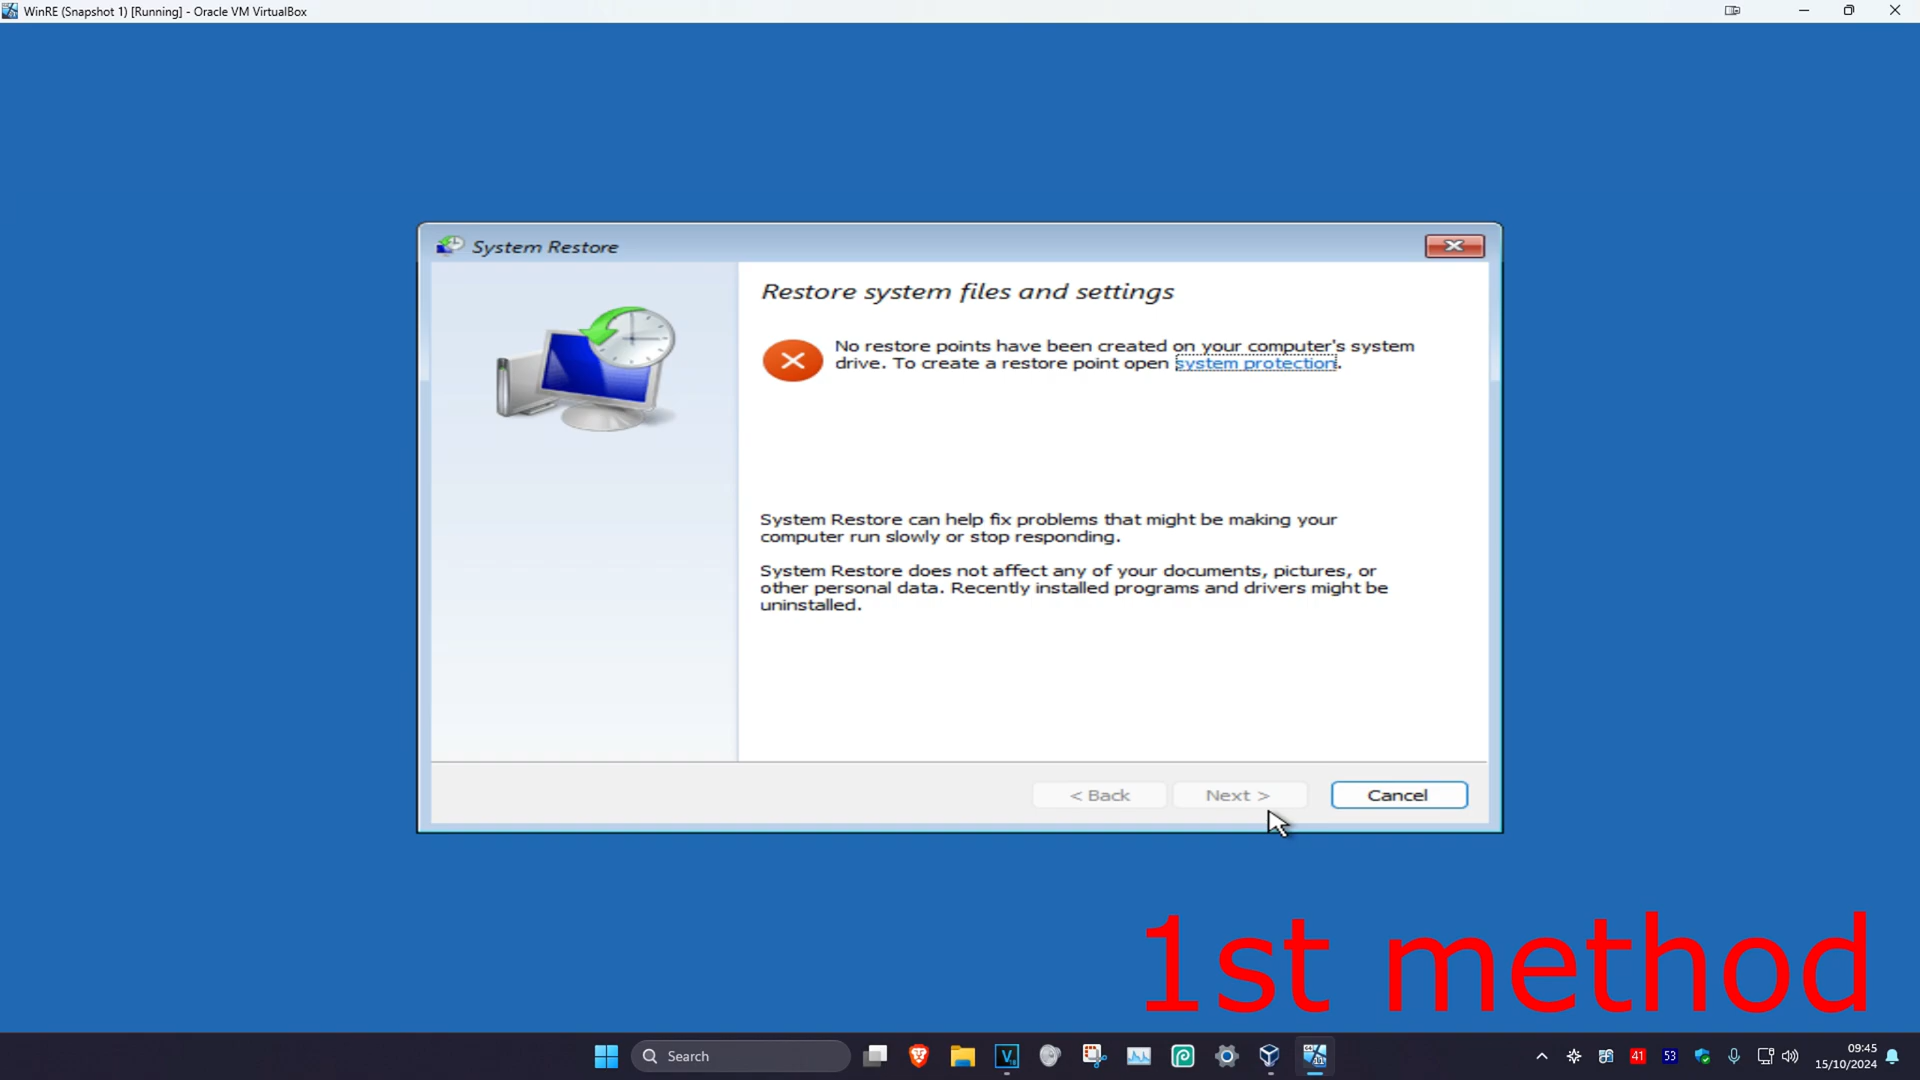 WinRE (Snapshot 1) [Running] - Oracle VM VirtualBox
System Restore
Restore system files and settings
No restore points have been created on your computer's system
drive. To create a restore point open system protection.
System Restore can help fix problems that might be making your
computer run slowly or stop responding.
System Restore does not affect any of your documents, pictures, or
other personal data. Recently installed programs and drivers might be
uninstalled.
< Back
Next >
Cancel
1st method
Search
41
53
09:45
15/10/2024